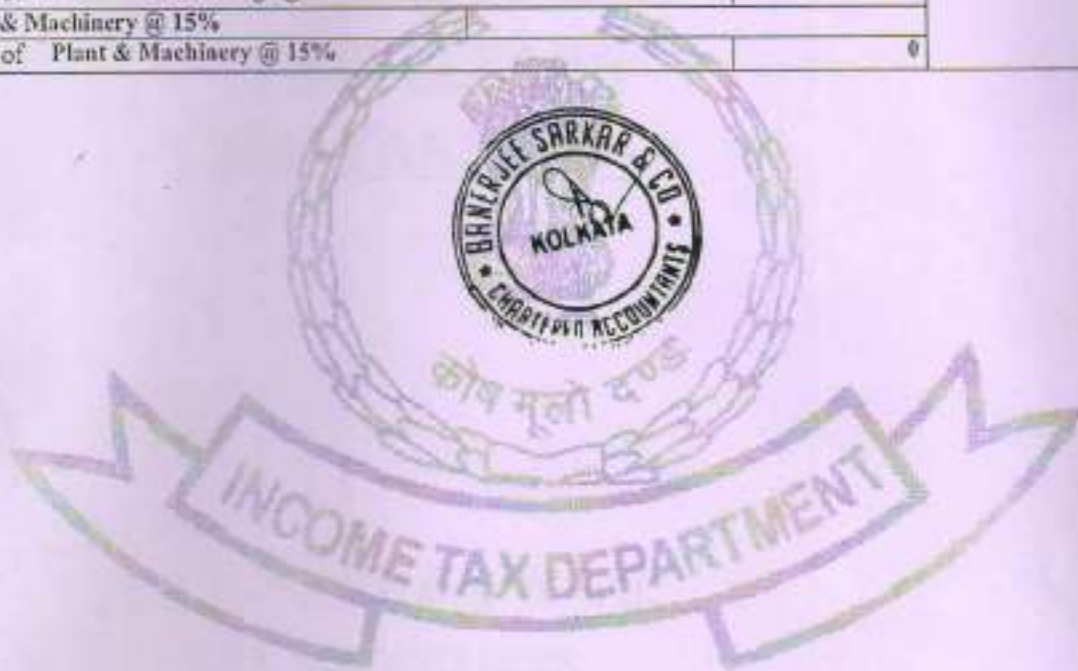 & Machinery @ 15%
of Plant & Machinery @ 15% 0
BANERJEE SARKAR & CO
KOLKATA
* CHARTERED ACCOUNTANTS *
कोष मूलो दण्ड
INCOME TAX DEPARTMENT